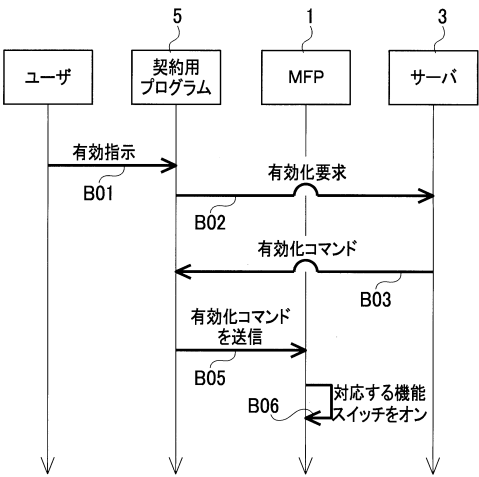 5
1
3
ユーザ
契約用
プログラム
MFP
サーバ
有効指示
B01
有効化要求
B02
有効化コマンド
B03
有効化コマンド
を送信
B05
対応する機能
スイッチをオン
B06